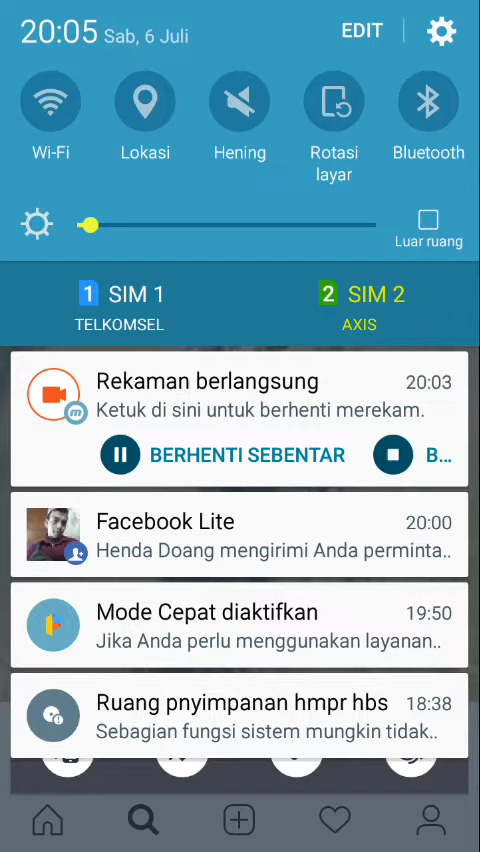 20:05 Sab, 6 Juli EDIT
Wi-Fi Lokasi Hening Rotasi layar Bluetooth
Luar ruang
1 SIM 1 2 SIM 2
TELKOMSEL AXIS
Rekaman berlangsung 20:03
Ketuk di sini untuk berhenti merekam.
BERHENTI SEBENTAR B...
Facebook Lite 20:00
Henda Doang mengirimi Anda perminta..
Mode Cepat diaktifkan 19:50
Jika Anda perlu menggunakan layanan..
Ruang pnyimpanan hmpr hbs 18:38
Sebagian fungsi sistem mungkin tidak..